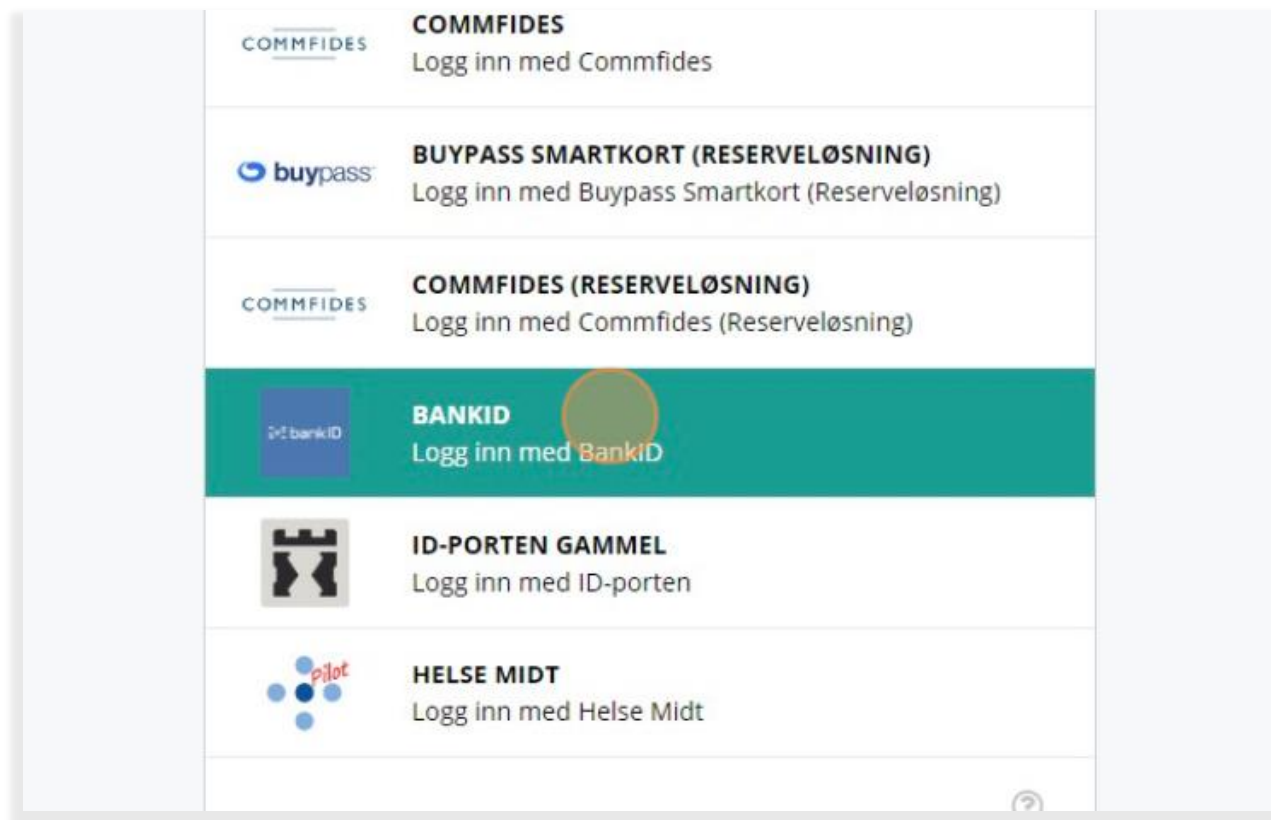 COMMFIDES
COMMFIDES
Logg inn med Commfides
buypass
BUYPASS SMARTKORT (RESERVELØSNING)
Logg inn med Buypass Smartkort (Reserveløsning)
COMMFIDES
COMMFIDES (RESERVELØSNING)
Logg inn med Commfides (Reserveløsning)
bankID
BANKID
Logg inn med BankID
ID-PORTEN GAMMEL
Logg inn med ID-porten
Pilot
HELSE MIDT
Logg inn med Helse Midt
?